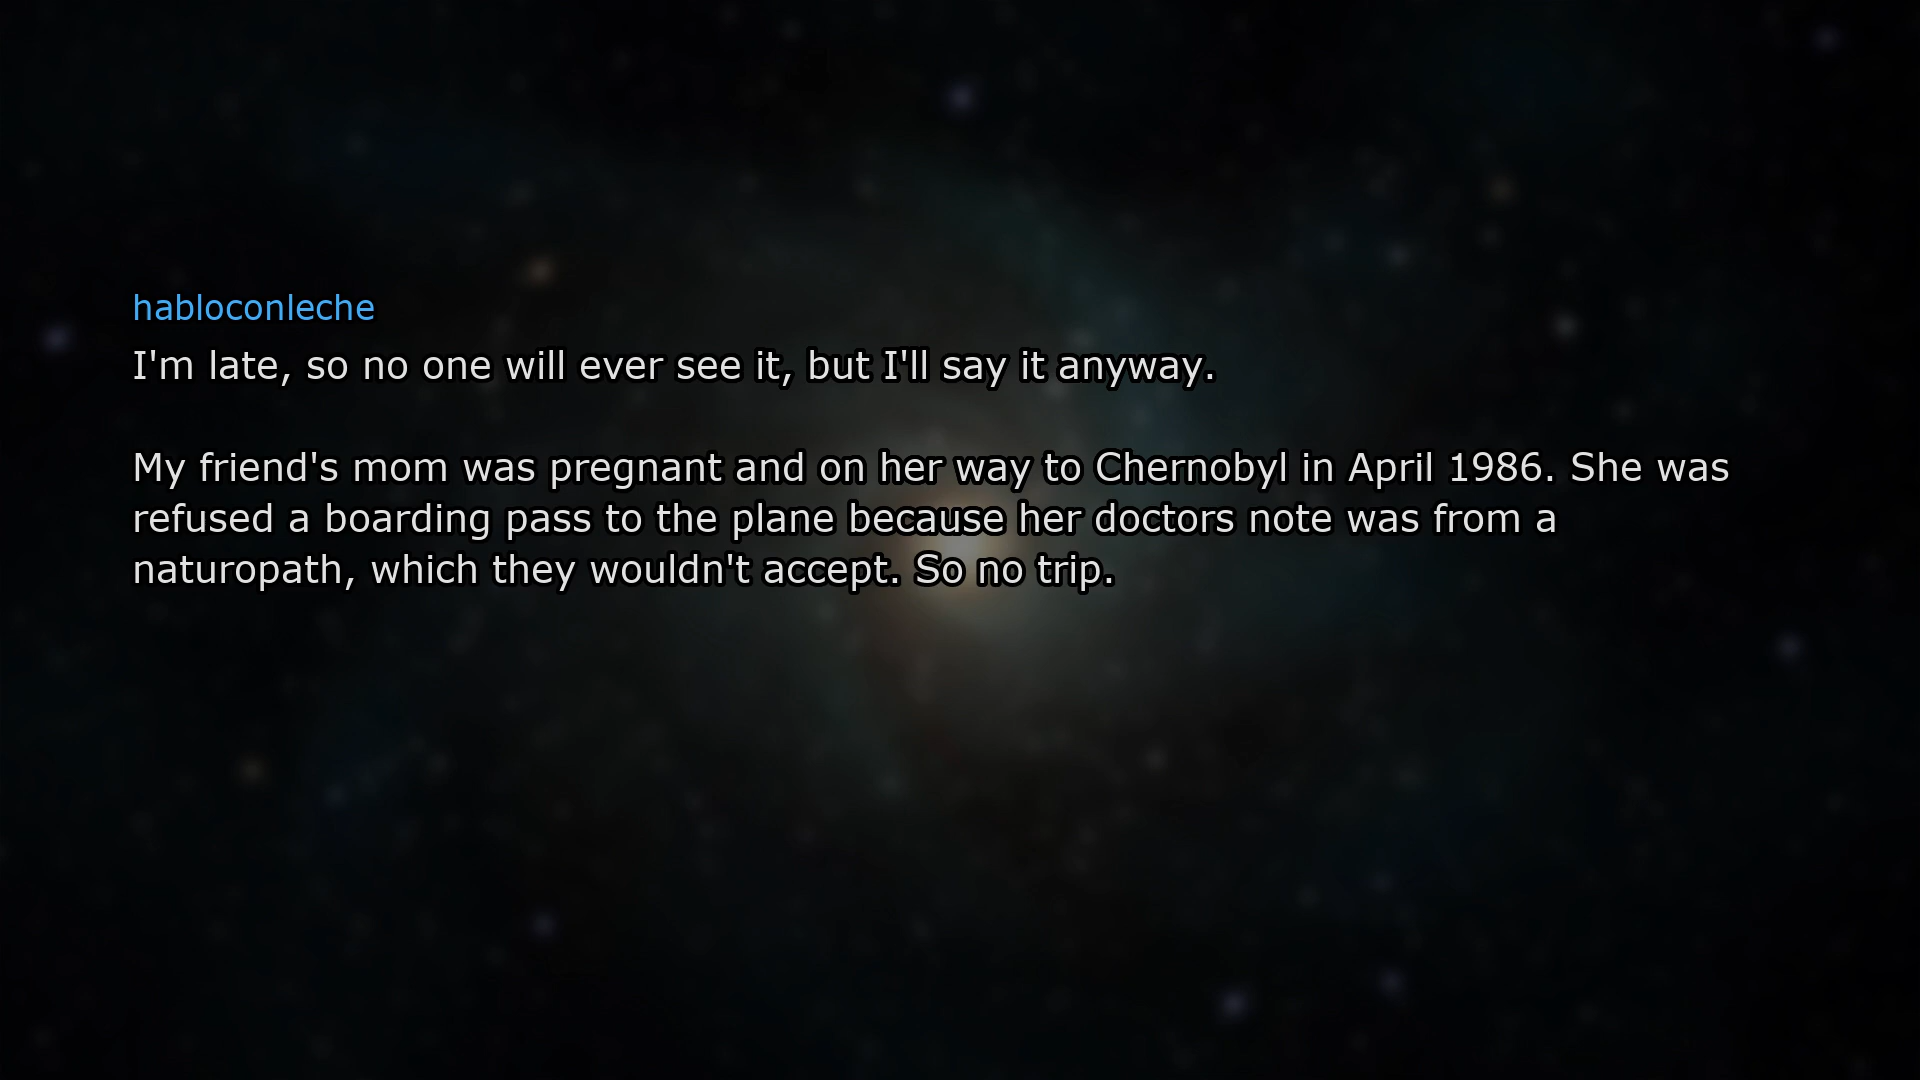 habloconleche
I'm late, so no one will ever see it, but I'll say it anyway.
My friend's mom was pregnant and on her way to Chernobyl in April 1986. She was
refused a boarding pass to the plane because her doctors note was from a
naturopath, which they wouldn't accept. So no trip.